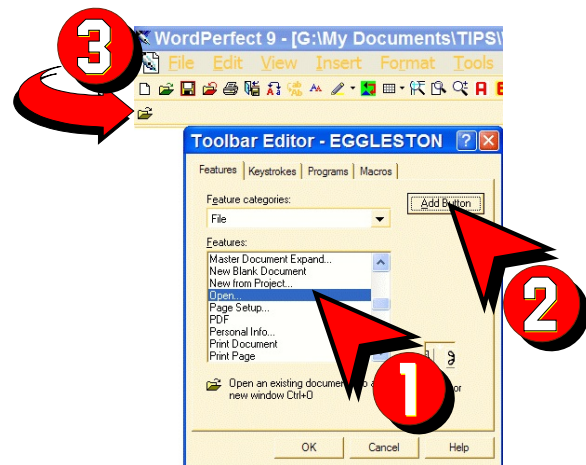 3
WordPerfect 9 - [G:\My Documents\TIPS\
File Edit View Insert Format Tools
Toolbar Editor - EGGLESTON
Features Keystrokes Programs Macros
Feature categories:
Add Button
File
Features:
Master Document Expand...
New Blank Document
New from Project...
Open...
Page Setup...
PDF
Personal Info...
Print Document
Print Page
2
1
Open an existing document
new window Ctrl+O
OK Cancel Help